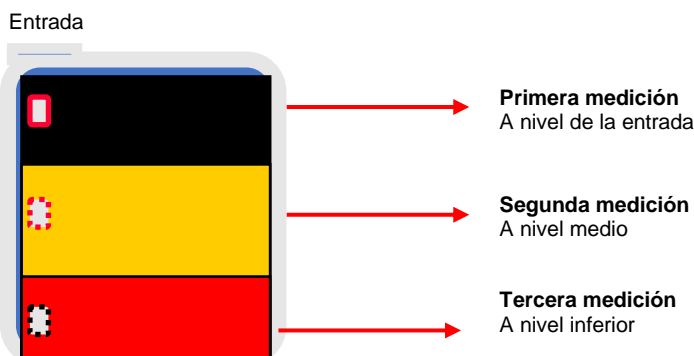 Entrada
Primera medición
A nivel de la entrada
Segunda medición
A nivel medio
Tercera medición
A nivel inferior